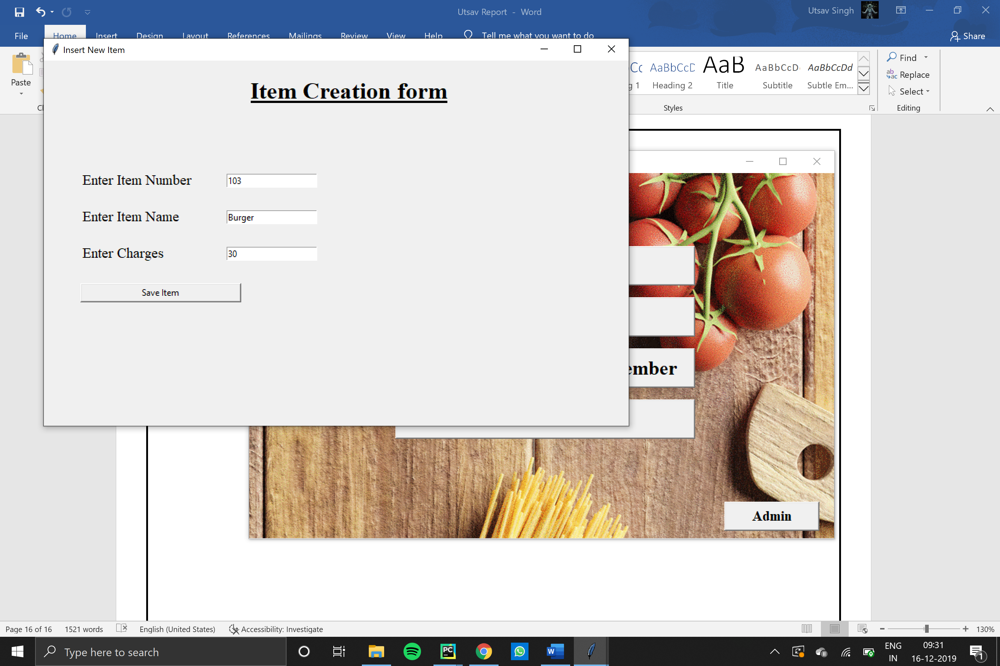 Utsav Report - Word
Utsav Singh
File
Home
Insert
Design
Layout
References
Mailings
Review
View
Help
Tell me what you want to do
Share
Insert New Item
Paste
AaBbCcD
AaB
AaBbCcD
AaBbCcDd
g 1
Heading 2
Title
Subtitle
Subtle Em...
Styles
Find
Replace
Select
Editing
Item Creation form
Enter Item Number
103
Enter Item Name
Burger
Enter Charges
30
Save Item
ember
Admin
Page 16 of 16
1521 words
English (United States)
Accessibility: Investigate
130%
Type here to search
PC
W
ENG
IN
09:31
16-12-2019
1